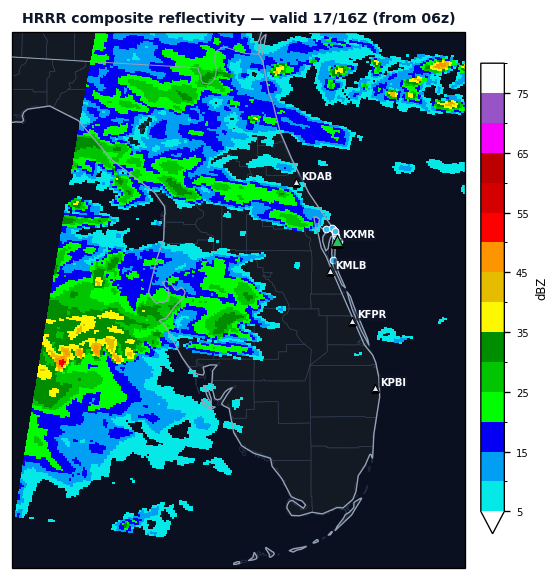 HRRR composite reflectivity — valid 17/16Z (from 06z)
KDAB
KXMR
KMLB
KFPR
KPBI
75
65
55
45
35
25
15
5
dBZ